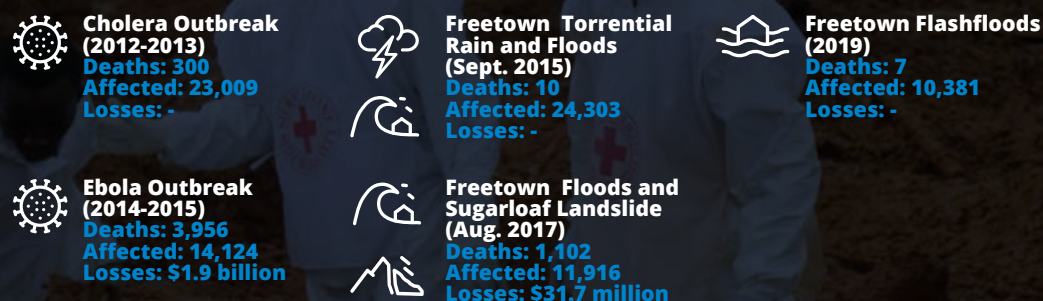 Cholera Outbreak
(2012-2013)
Deaths: 300
Affected: 23,009
Losses: -
Ebola Outbreak
(2014-2015)
Deaths: 3,956
Affected: 14,124
Losses: $1.9 billion
Freetown Torrential
Rain and Floods
(Sept. 2015)
Deaths: 10
Affected: 24,303
Losses: -
Freetown Floods and
Sugarloaf Landslide
(Aug. 2017)
Deaths: 1,102
Affected: 11,916
Losses: $31.7 million
Freetown Flashfloods
(2019)
Deaths: 7
Affected: 10,381
Losses: -